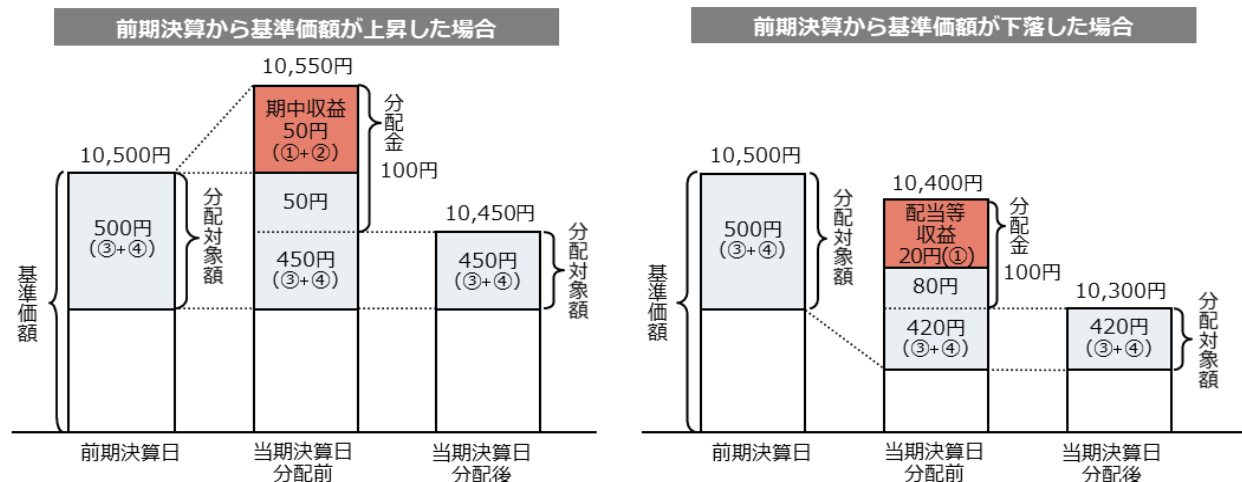 前期決算から基準価額が上昇した場合
10,550円
期中収益
50円
(①+②)
分配金
100円
10,500円
500円
(③+④)
分配対象額
50円
450円
(③+④)
10,450円
450円
(③+④)
分配対象額
基準価額
前期決算日
当期決算日
分配前
当期決算日
分配後
前期決算から基準価額が下落した場合
10,500円
500円
(③+④)
分配対象額
10,400円
配当等
収益
20円(①)
分配金
100円
80円
420円
(③+④)
10,300円
420円
(③+④)
分配対象額
基準価額
前期決算日
当期決算日
分配前
当期決算日
分配後